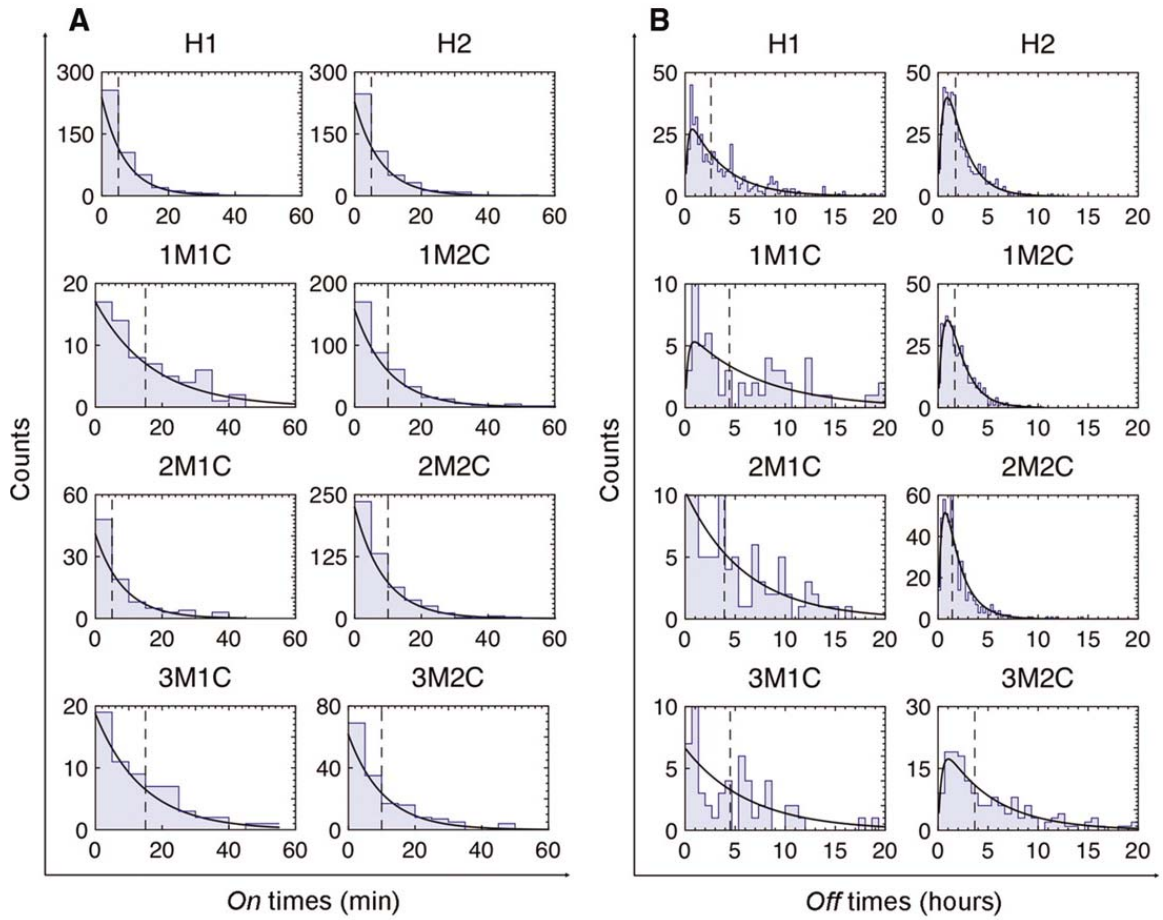 A B
H1 H2 H1 H2
300 300 50 50
150 150 25 25
0 0 0 0
0 20 40 60 0 20 40 60 0 5 10 15 20 0 5 10 15 20
1M1C 1M2C 1M1C 1M2C
20 200 10 50
10 100 5 25
0 0 0 0
0 20 40 60 0 20 40 60 0 5 10 15 20 0 5 10 15 20
Counts Counts
2M1C 2M2C 2M1C 2M2C
60 250 10 60
40
30 125 5
20
0 0 0 0
0 20 40 60 0 20 40 60 0 5 10 15 20 0 5 10 15 20
3M1C 3M2C 3M1C 3M2C
20 80 10 30
10 40 5 15
0 0 0 0
0 20 40 60 0 20 40 60 0 5 10 15 20 0 5 10 15 20
On times (min) Off times (hours)